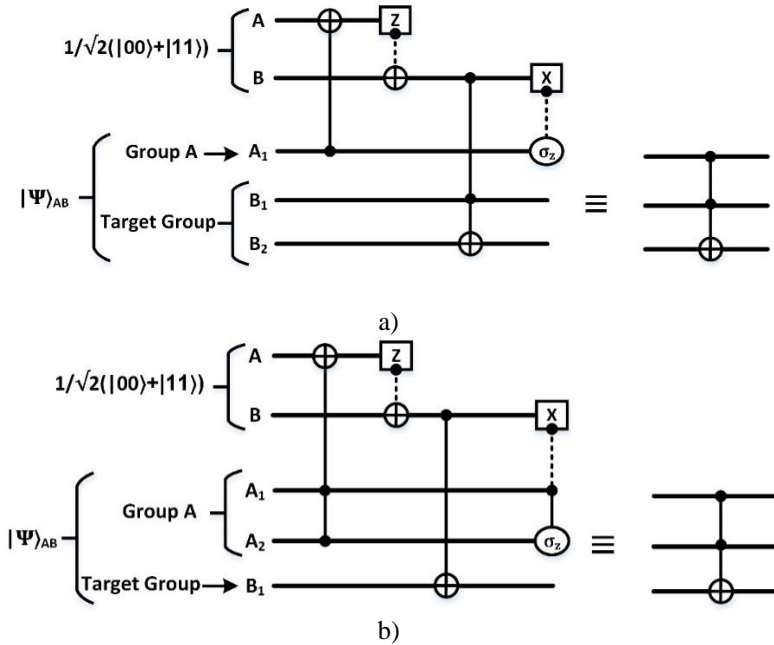 A Z
1/√2(|00⟩+|11⟩)
B X
Group A A₁ σz
|Ψ⟩AB
B₁ ≡
Target Group
B₂
a)
A Z
1/√2(|00⟩+|11⟩)
B X
A₁
Group A
A₂ σz ≡
|Ψ⟩AB
Target Group B₁
b)